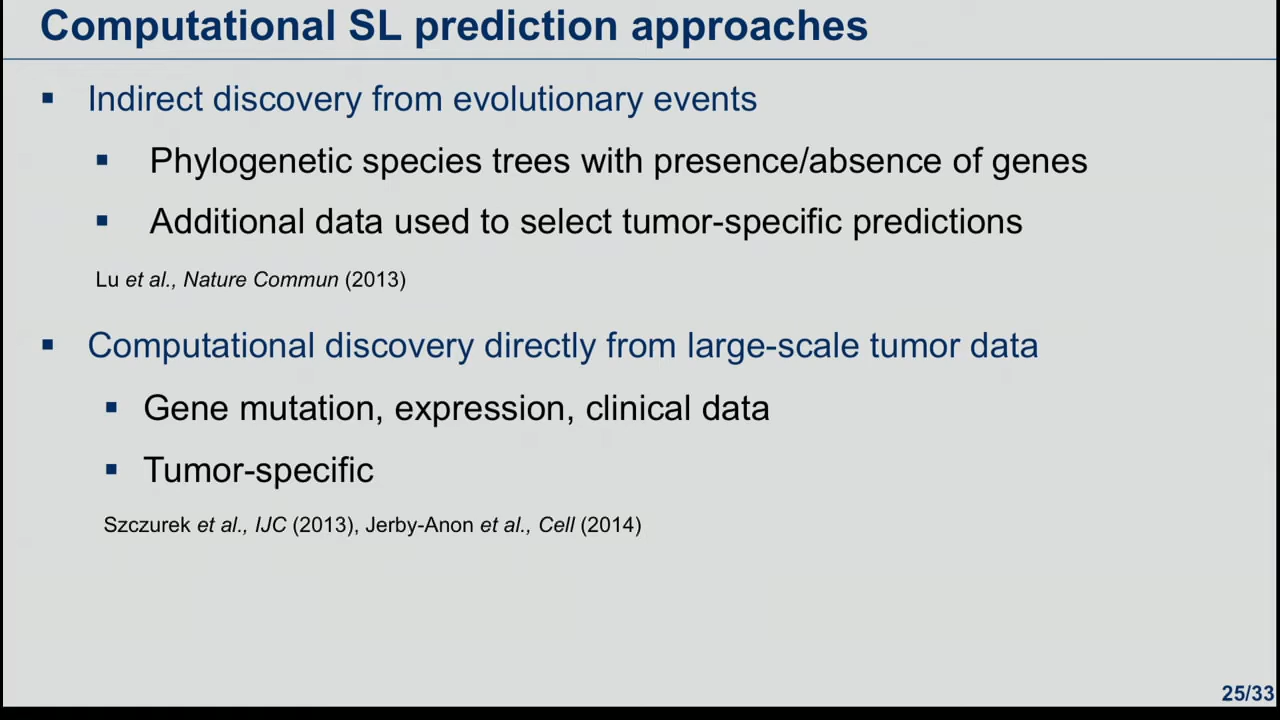 Computational SL prediction approaches
▪ Indirect discovery from evolutionary events
▪ Phylogenetic species trees with presence/absence of genes
▪ Additional data used to select tumor-specific predictions
Lu et al., Nature Commun (2013)
▪ Computational discovery directly from large-scale tumor data
▪ Gene mutation, expression, clinical data
▪ Tumor-specific
Szczurek et al., IJC (2013), Jerby-Anon et al., Cell (2014)
25/33